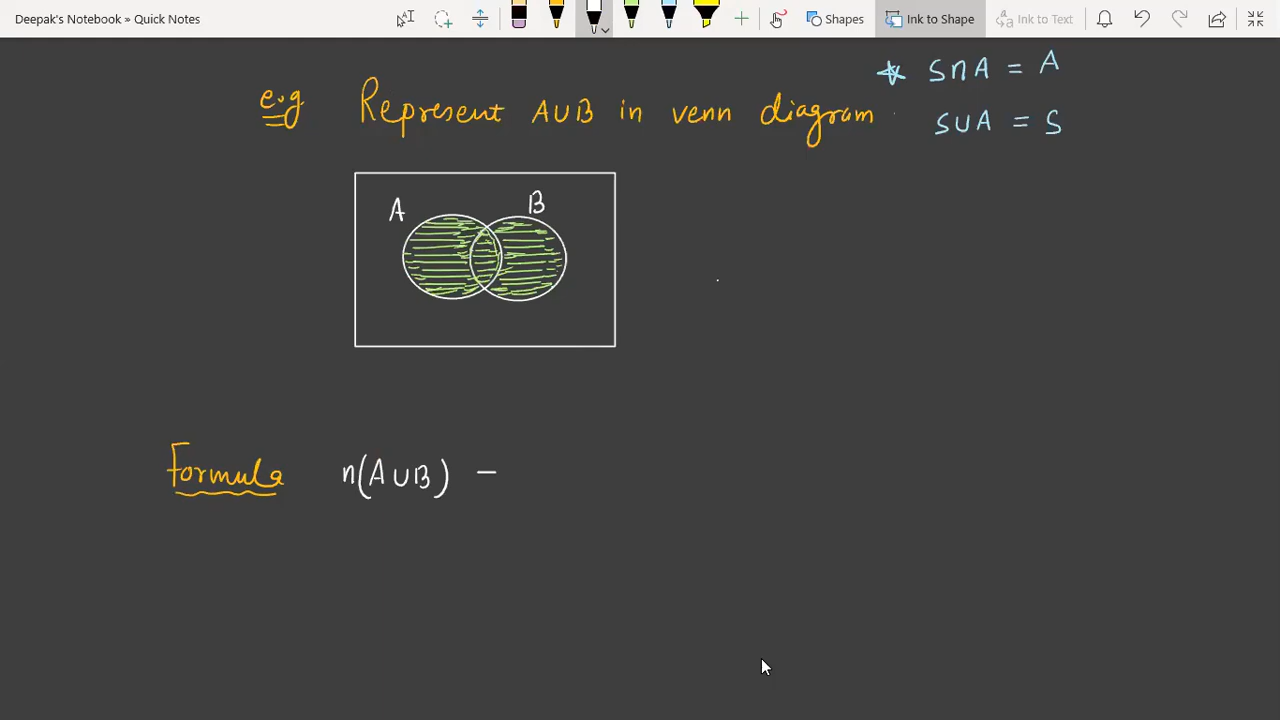 Deepak's Notebook » Quick Notes
Shapes
Ink to Shape
Ink to Text
e.g Represent A∪B in venn diagram
* S∩A = A
S∪A = S
A B
Formula n(A∪B) –